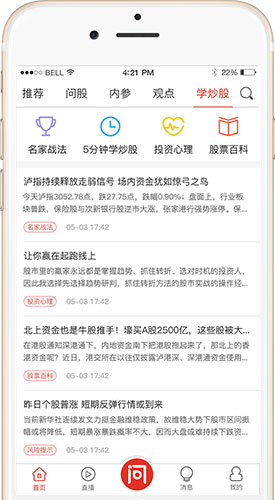 BELL 4:21 PM 22%
推荐 问股 内参 观点 学炒股
名家战法 5分钟学炒股 投资心理 股票百科
沪指持续释放走弱信号 场内资金犹如惊弓之鸟
今天沪指3052.78点,跌27.75点,跌幅0.90%,盘面上,行业板
块普跌,保险股与次新银行股逆市大涨,张家港行强势涨停。保...
名家战法 05-03 17:42
让你赢在起跑线上
股市里的赢家永远都是掌握趋势、抓住转折、选对时机的投资人,
因此我选择先选择趋势研判,抓住转折方法的股市实战的操作经...
投资心理 05-03 17:42
北上资金也是牛股推手!壕买A股2500亿,这些股被大...
在港股通知深港通下,内地资金南下把港股拖起来了,那北上的香
港资金呢?近日,港交所在以往仅披露沪港深、深港通资金使用...
股票百科 05-03 17:42
昨日个股普涨 短期反弹行情或到来
当前新华社连续发文力挺金融维稳政策,故维稳大势下股市区间振
幅或将降低,短期暴涨暴跌概率不大、因而大盘或难持续下跌走...
风险提示 05-03 17:42
问
首页 直播 消息 我的